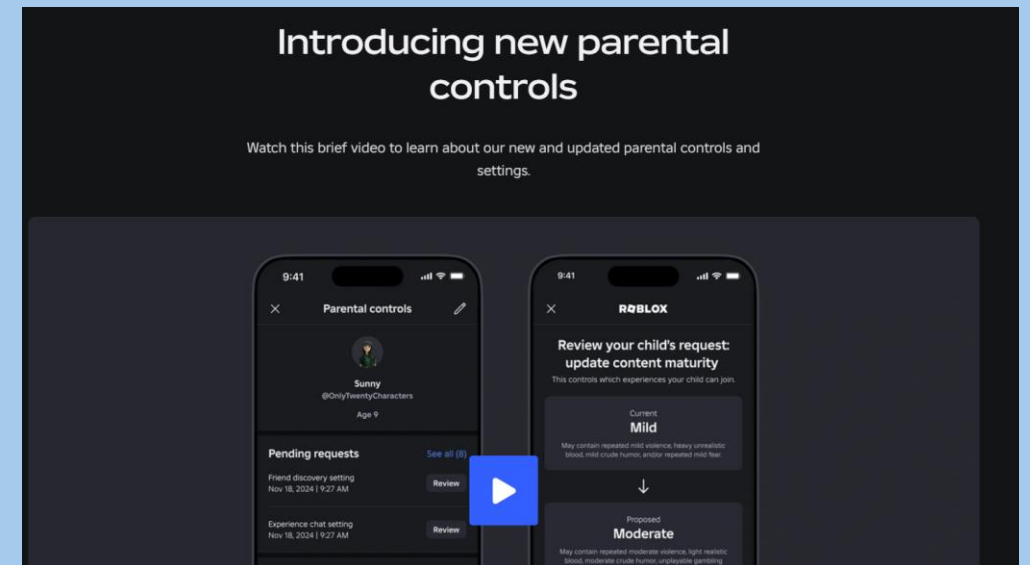 Introducing new parental
controls
Watch this brief video to learn about our new and updated parental controls and
settings.
9:41
Parental controls
Sunny
@OnlyTwentyCharacters
Age 9
Pending requests
See all (8)
Friend discovery setting
Nov 18, 2024 | 9:27 AM
Review
Experience chat setting
Nov 18, 2024 | 9:27 AM
Review
9:41
ROBLOX
Review your child's request:
update content maturity
This controls which experiences your child can join.
Current
Mild
May contain repeated mild violence, heavy unrealistic
blood, mild crude humor, and/or repeated mild fear.
Proposed
Moderate
May contain repeated moderate violence, light realistic
blood, moderate crude humor, unplayable gambling